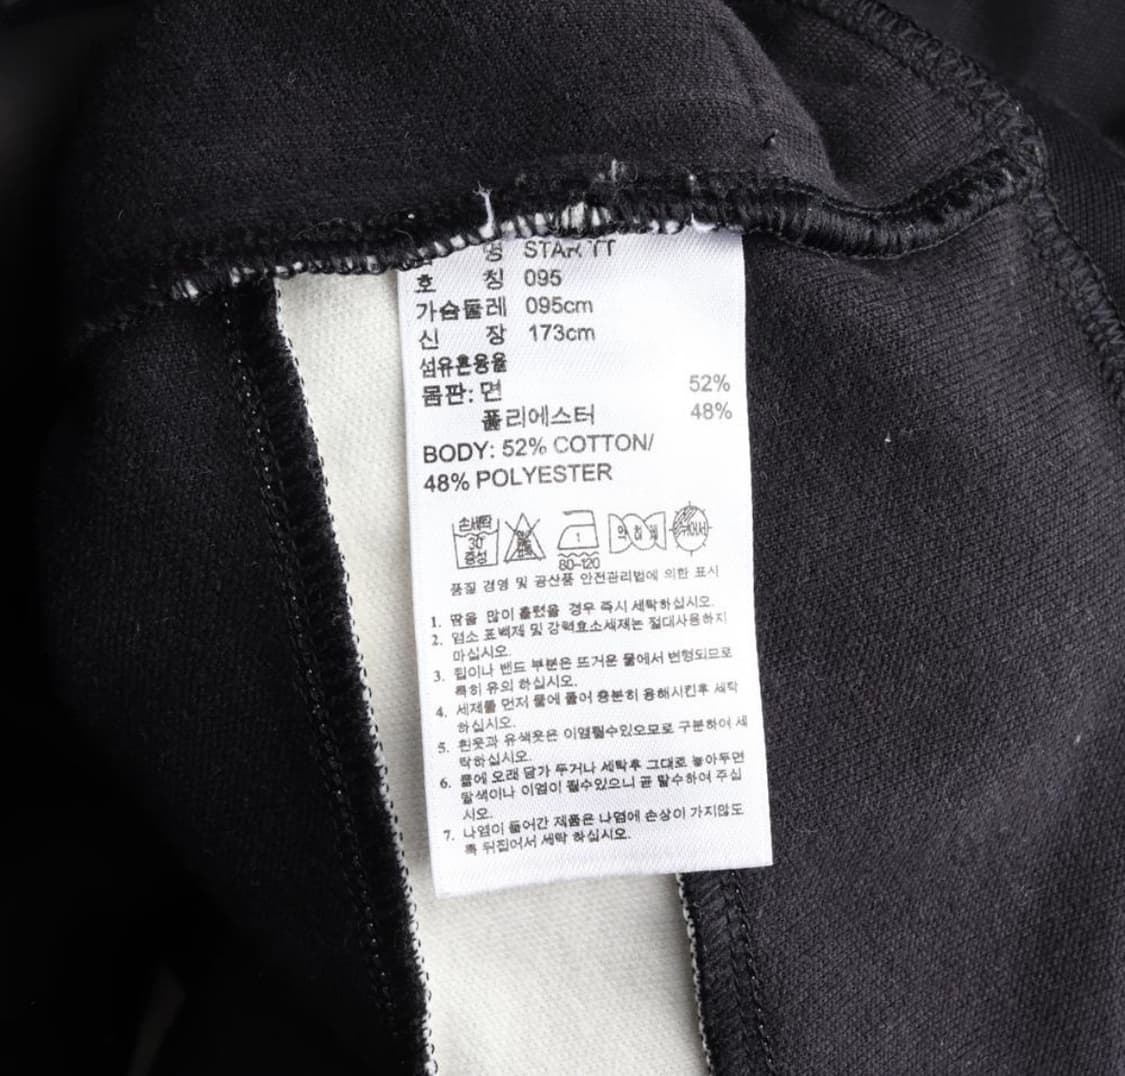 명 STAR TT
호 칭 095
가슴둘레 095cm
신 장 173cm
섬유혼용율
몸판: 면 52%
폴리에스터 48%
BODY: 52% COTTON/
48% POLYESTER
손세탁
30°
중성
1
80~120
약 하 게
뉘어서
품질 경영 및 공산품 안전관리법에 의한 표시
1. 땀을 많이 흘렸을 경우 즉시 세탁하십시오.
2. 염소 표백제 및 강력효소세제는 절대사용하지
마십시오.
3. 립이나 밴드 부분은 뜨거운 물에서 변형되므로
특히 유의 하십시오.
4. 세제를 먼저 물에 풀어 충분히 용해시킨후 세탁
하십시오.
5. 흰옷과 유색옷은 이염될수있으므로 구분하여 세
탁하십시오.
6. 물에 오래 담가 두거나 세탁후 그대로 놓아두면
탈색이나 이염이 될수있으니 곧 탈수하여 주십
시오.
7. 나염이 들어간 제품은 나염에 손상이 가지않도
록 뒤집어서 세탁 하십시오.